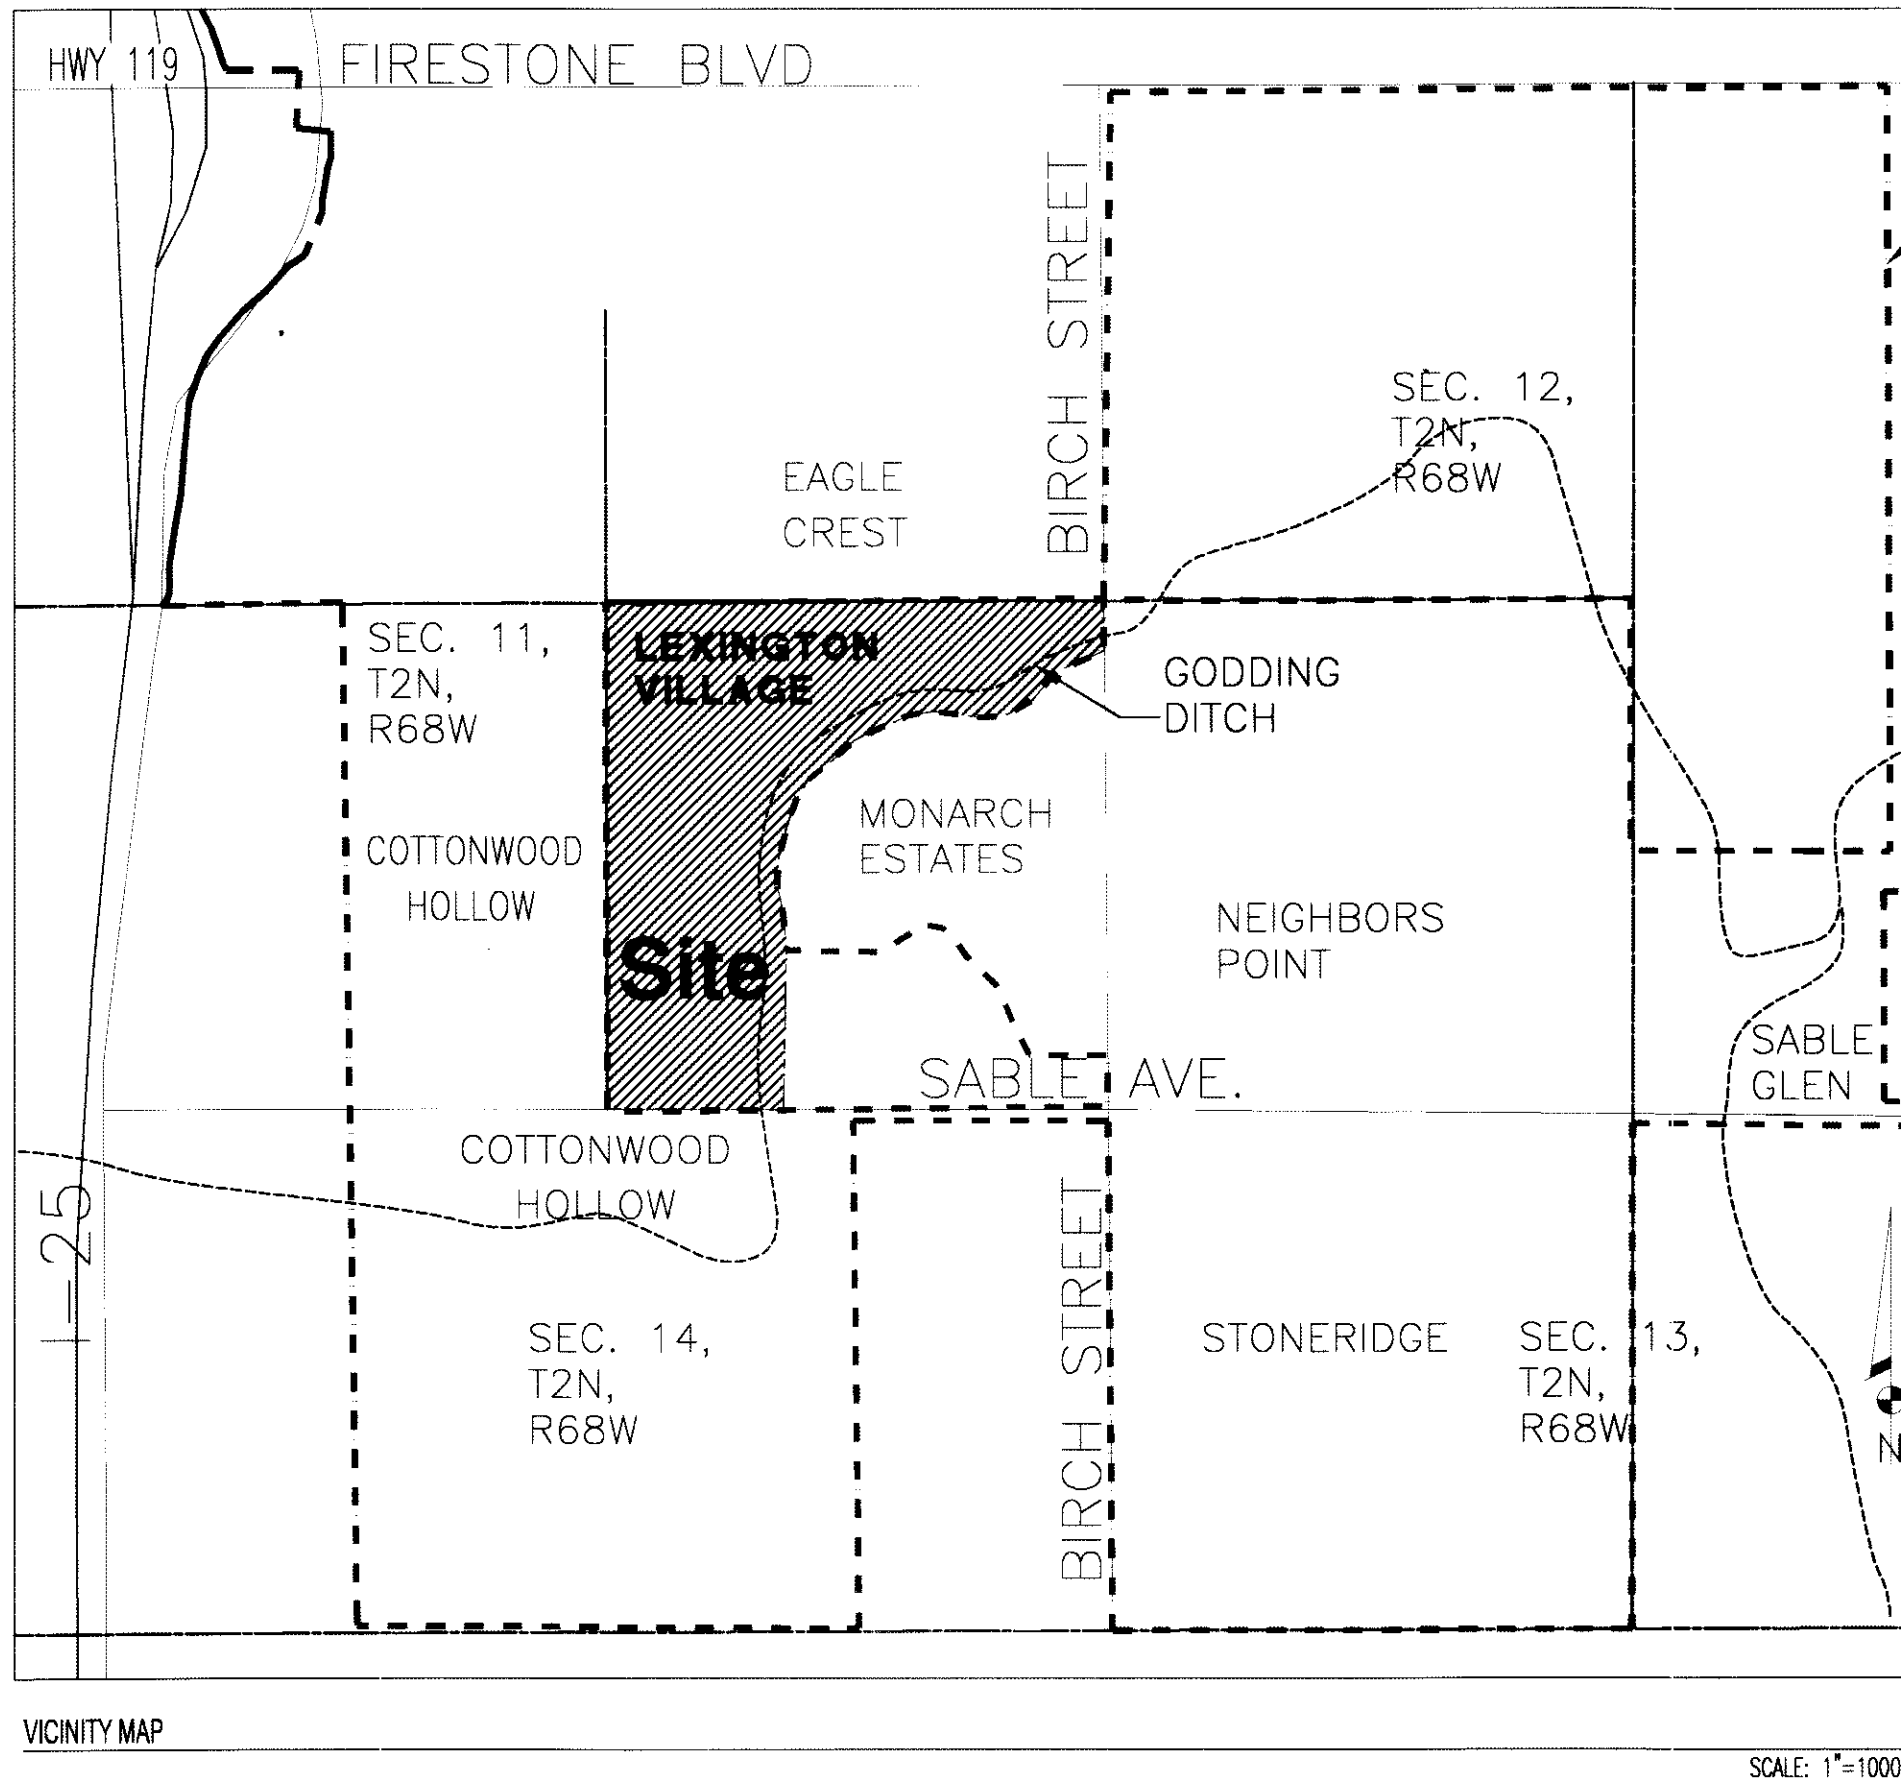 HWY 119
FIRESTONE BLVD
BIRCH STREET
SEC. 12,
T2N,
R68W
EAGLE
CREST
SEC. 11,
T2N,
R68W
LEXINGTON
VILLAGE
GODDING
DITCH
MONARCH
ESTATES
COTTONWOOD
HOLLOW
NEIGHBORS
POINT
Site
SABLE
GLEN
SABLE AVE.
COTTONWOOD
HOLLOW
I-25
BIRCH STREET
SEC. 14,
T2N,
R68W
STONERIDGE
SEC. 13,
T2N,
R68W
N
VICINITY MAP
SCALE: 1"=1000